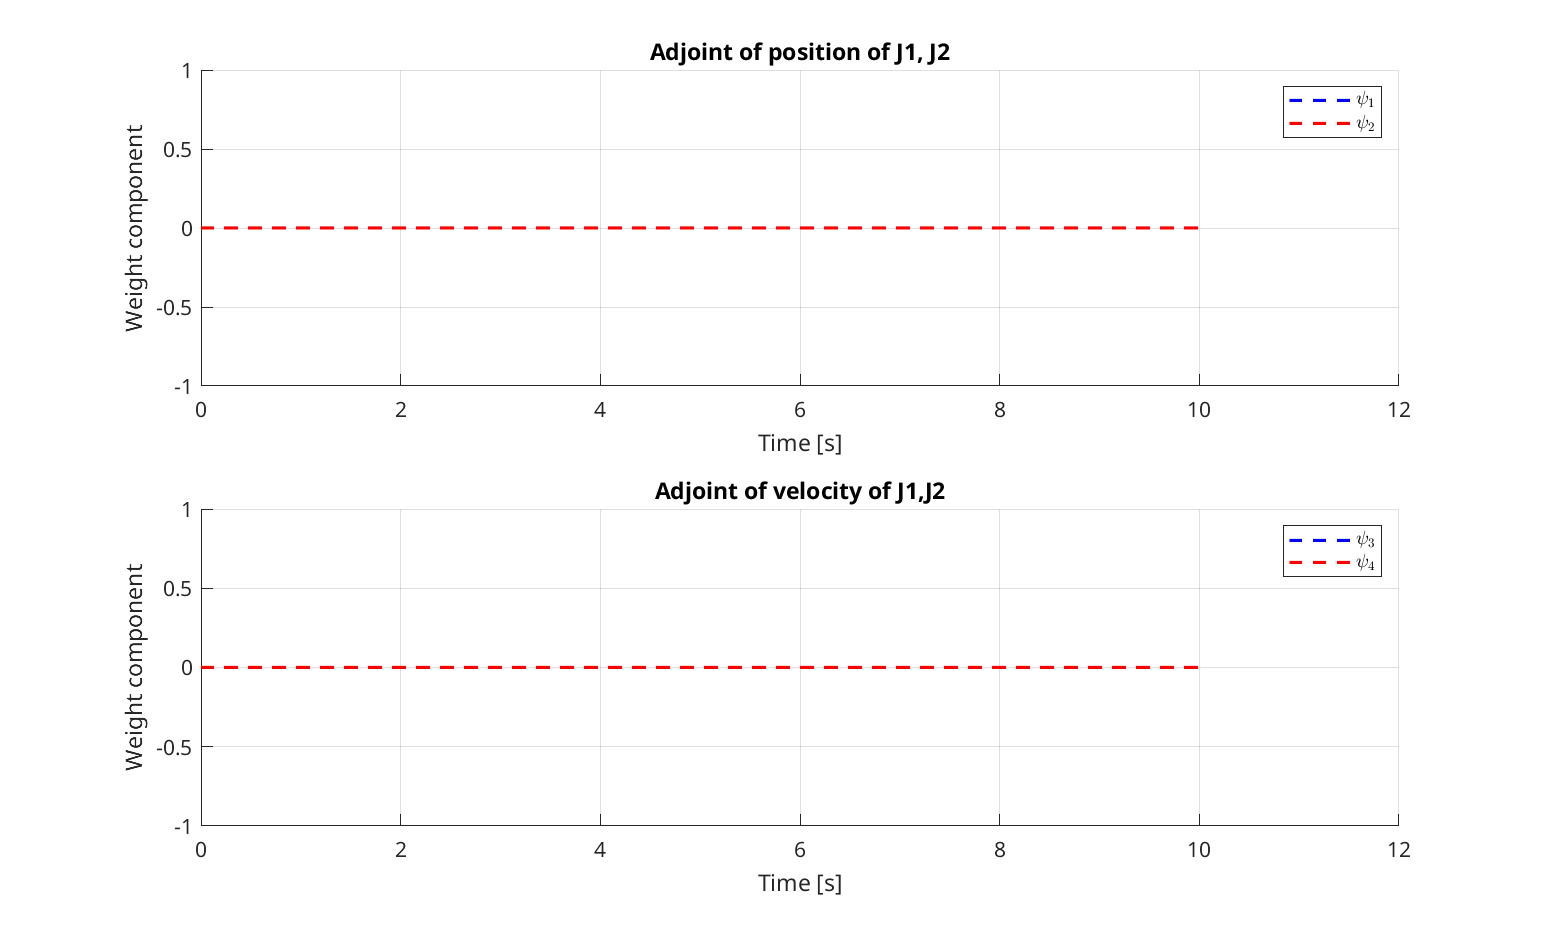 Adjoint of position of J1, J2
1
0.5
0
-0.5
-1
Weight component
ψ1
ψ2
0 2 4 6 8 10 12
Time [s]
Adjoint of velocity of J1,J2
1
0.5
0
-0.5
-1
Weight component
ψ3
ψ4
0 2 4 6 8 10 12
Time [s]